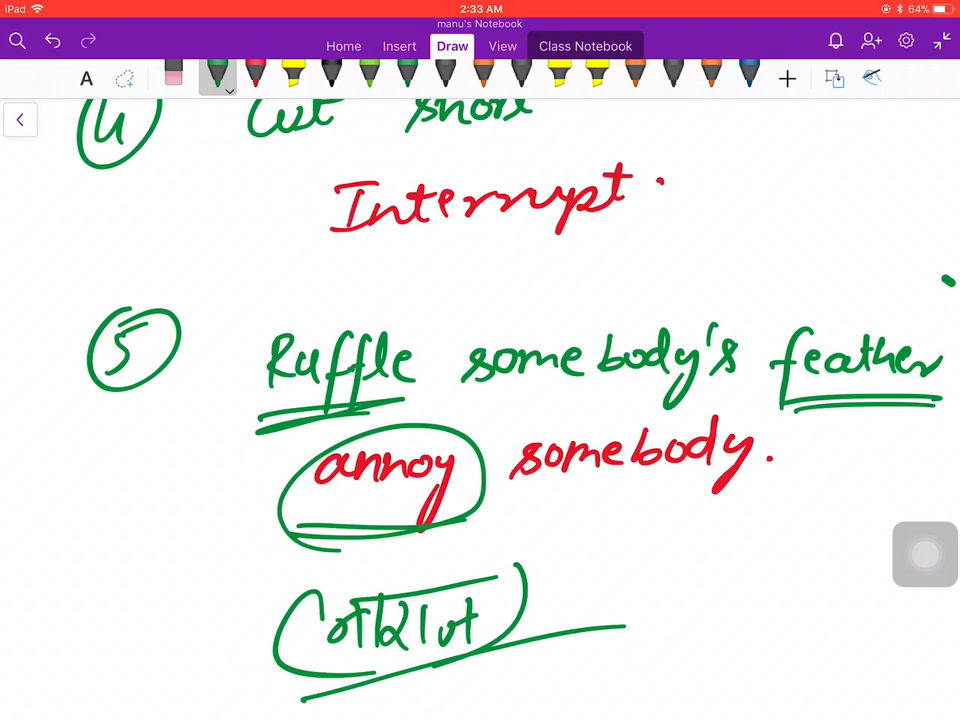 iPad 2:33 AM 64%
manu's Notebook
Home Insert Draw View Class Notebook
A
4 Cut short
Interrupt.
5 Ruffle somebody's feather
annoy somebody.